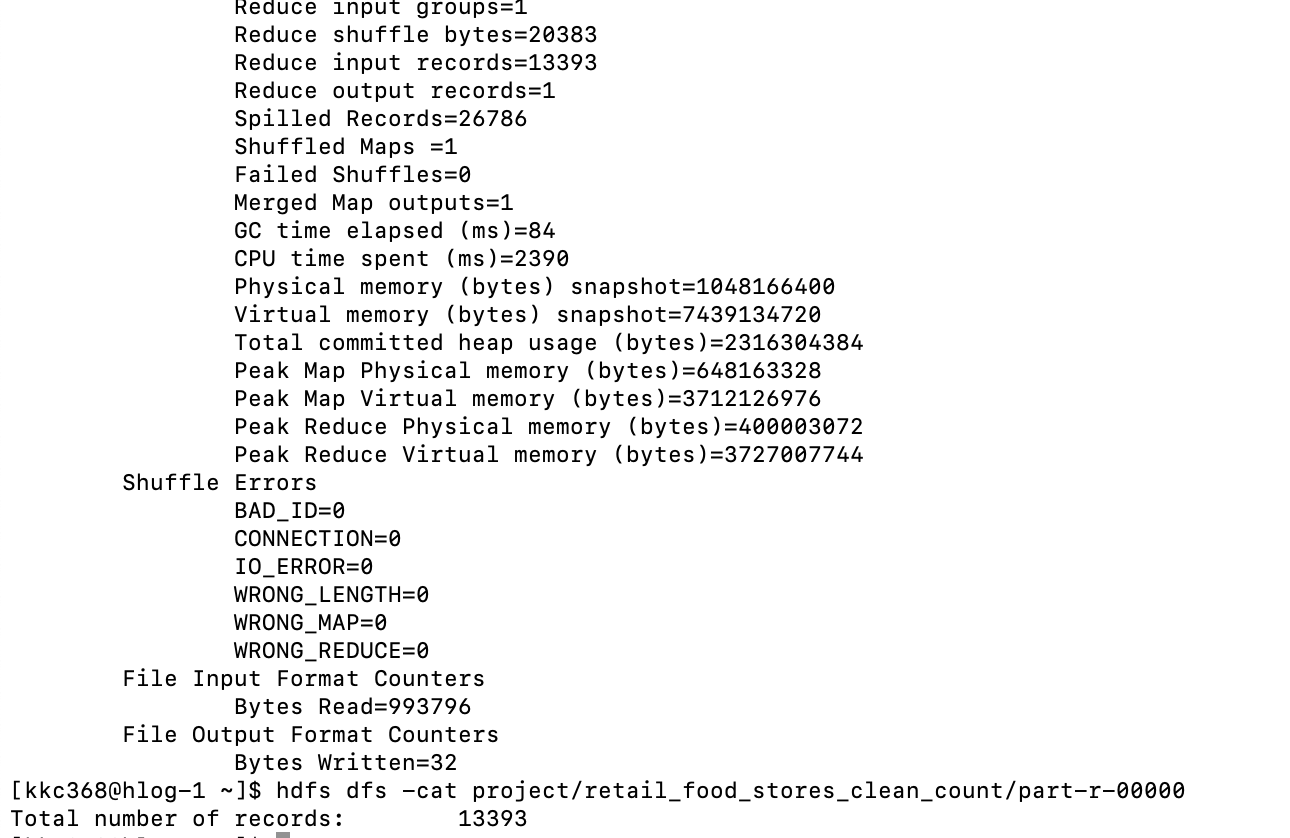 Reduce input groups=1
Reduce shuffle bytes=20383
Reduce input records=13393
Reduce output records=1
Spilled Records=26786
Shuffled Maps =1
Failed Shuffles=0
Merged Map outputs=1
GC time elapsed (ms)=84
CPU time spent (ms)=2390
Physical memory (bytes) snapshot=1048166400
Virtual memory (bytes) snapshot=7439134720
Total committed heap usage (bytes)=2316304384
Peak Map Physical memory (bytes)=648163328
Peak Map Virtual memory (bytes)=3712126976
Peak Reduce Physical memory (bytes)=400003072
Peak Reduce Virtual memory (bytes)=3727007744
Shuffle Errors
BAD_ID=0
CONNECTION=0
IO_ERROR=0
WRONG_LENGTH=0
WRONG_MAP=0
WRONG_REDUCE=0
File Input Format Counters
Bytes Read=993796
File Output Format Counters
Bytes Written=32
[kkc368@hlog-1 ~]$ hdfs dfs -cat project/retail_food_stores_clean_count/part-r-00000
Total number of records: 13393